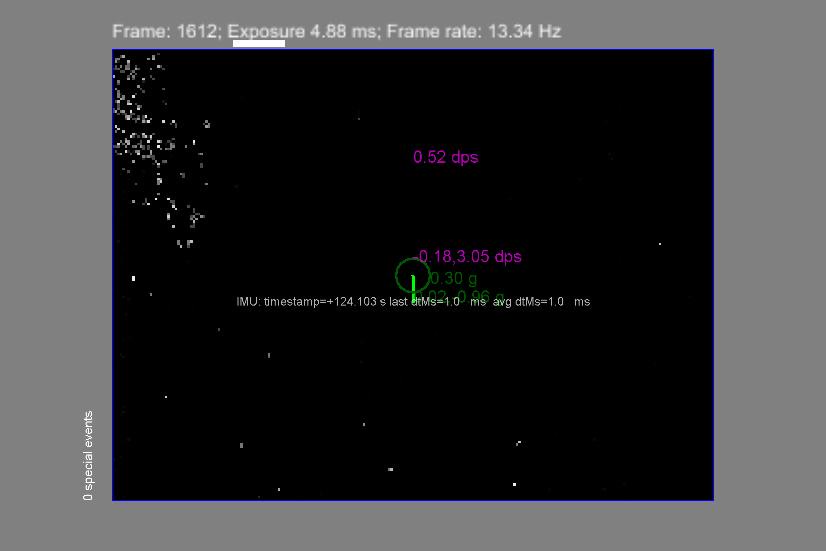 Frame: 1612; Exposure 4.88 ms; Frame rate: 13.34 Hz
0.52 dps
-0.18,3.05 dps
0.30 g
0.96 g
IMU: timestamp=+124.103 s last dtMs=1.0 ms avg dtMs=1.0 ms
0 special events